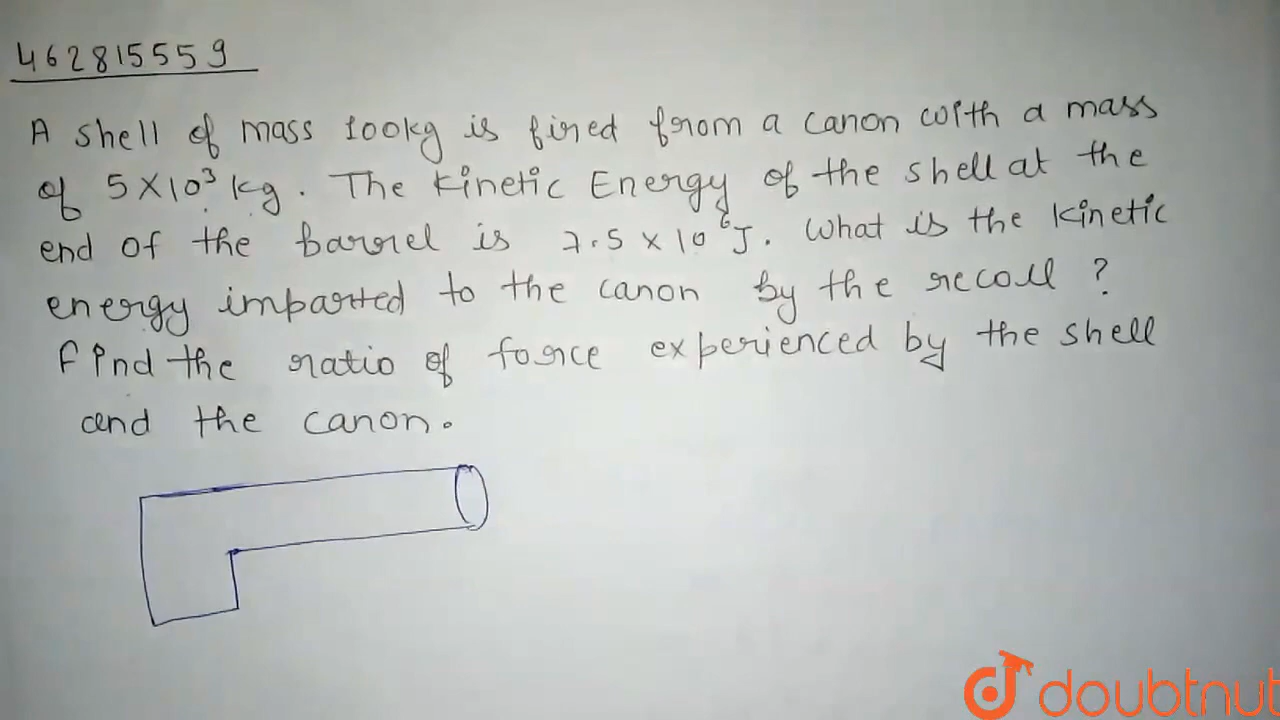 462815559
A shell of mass 100kg is fired from a canon with a mass
of 5×10³ kg. The Kinetic Energy of the shell at the
end of the barrel is 7.5 × 10⁶J. What is the kinetic
energy imparted to the canon by the recoil ?
Find the ratio of force experienced by the shell
and the canon.
doubtnut